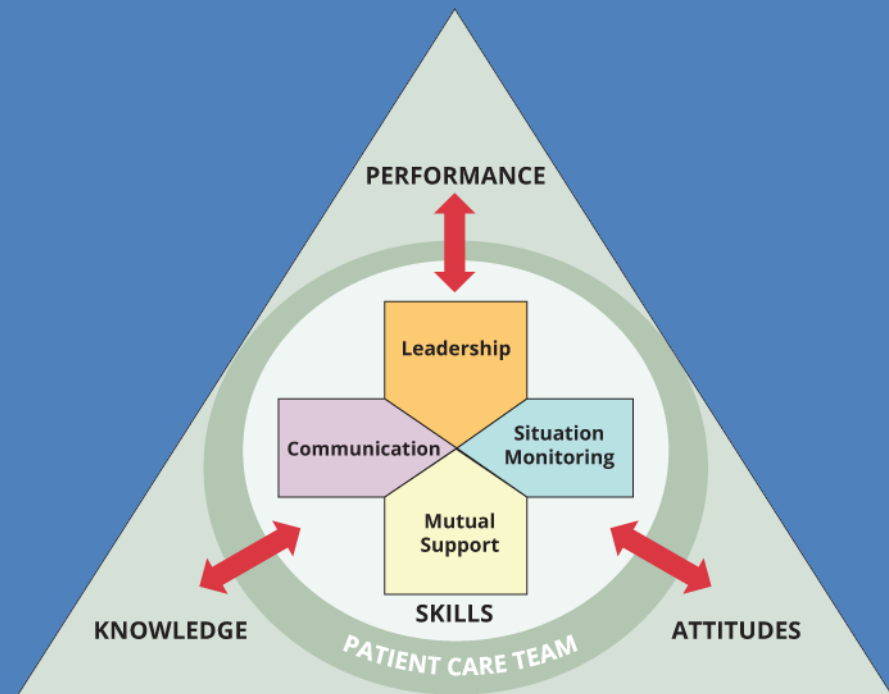 PERFORMANCE
Leadership
Communication
Situation
Monitoring
Mutual
Support
SKILLS
KNOWLEDGE
ATTITUDES
PATIENT CARE TEAM